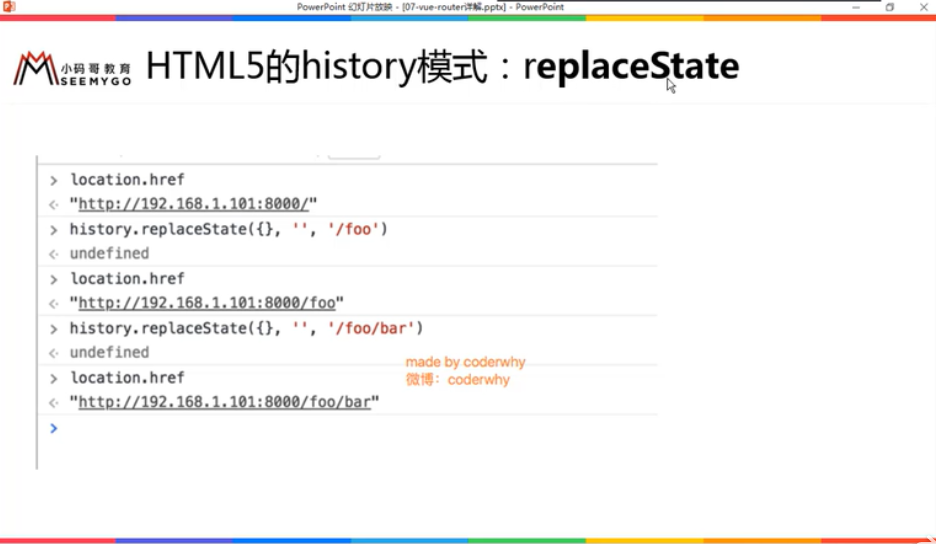 PowerPoint 幻灯片放映 - [07-vue-router详解.pptx] - PowerPoint
小码哥教育
SEEMYGO
HTML5的history模式：replaceState
> location.href
<· "http://192.168.1.101:8000/"
> history.replaceState({}, '', '/foo')
<· undefined
> location.href
<· "http://192.168.1.101:8000/foo"
> history.replaceState({}, '', '/foo/bar')
<· undefined
made by coderwhy
> location.href
微博：coderwhy
<· "http://192.168.1.101:8000/foo/bar"
>